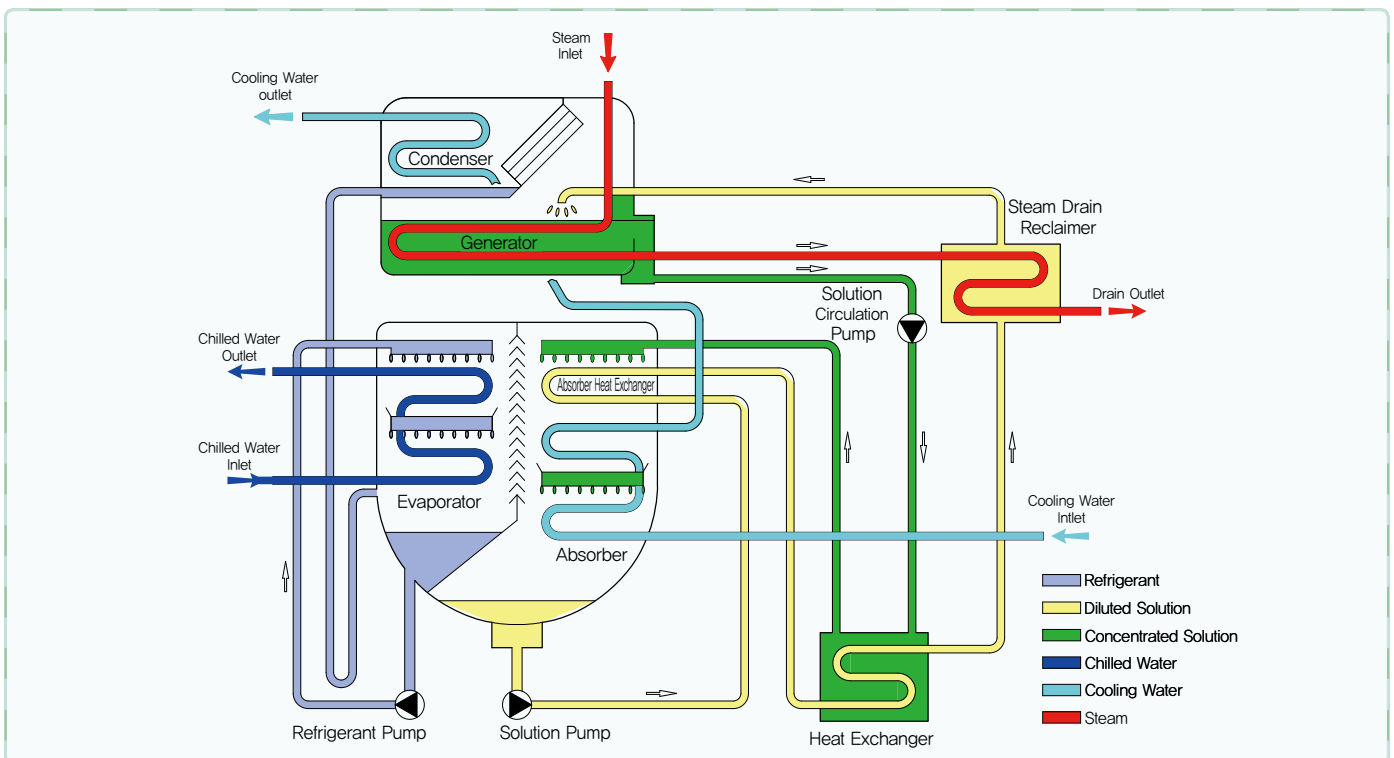 Steam
Inlet
Cooling Water
outlet
Condenser
Steam Drain
Reclaimer
Generator
Solution
Circulation
Pump
Drain Outlet
Chilled Water
Outlet
Absorber Heat Exchanger
Chilled Water
Inlet
Evaporator
Cooling Water
Intlet
Absorber
Refrigerant
Diluted Solution
Concentrated Solution
Chilled Water
Cooling Water
Steam
Refrigerant Pump
Solution Pump
Heat Exchanger